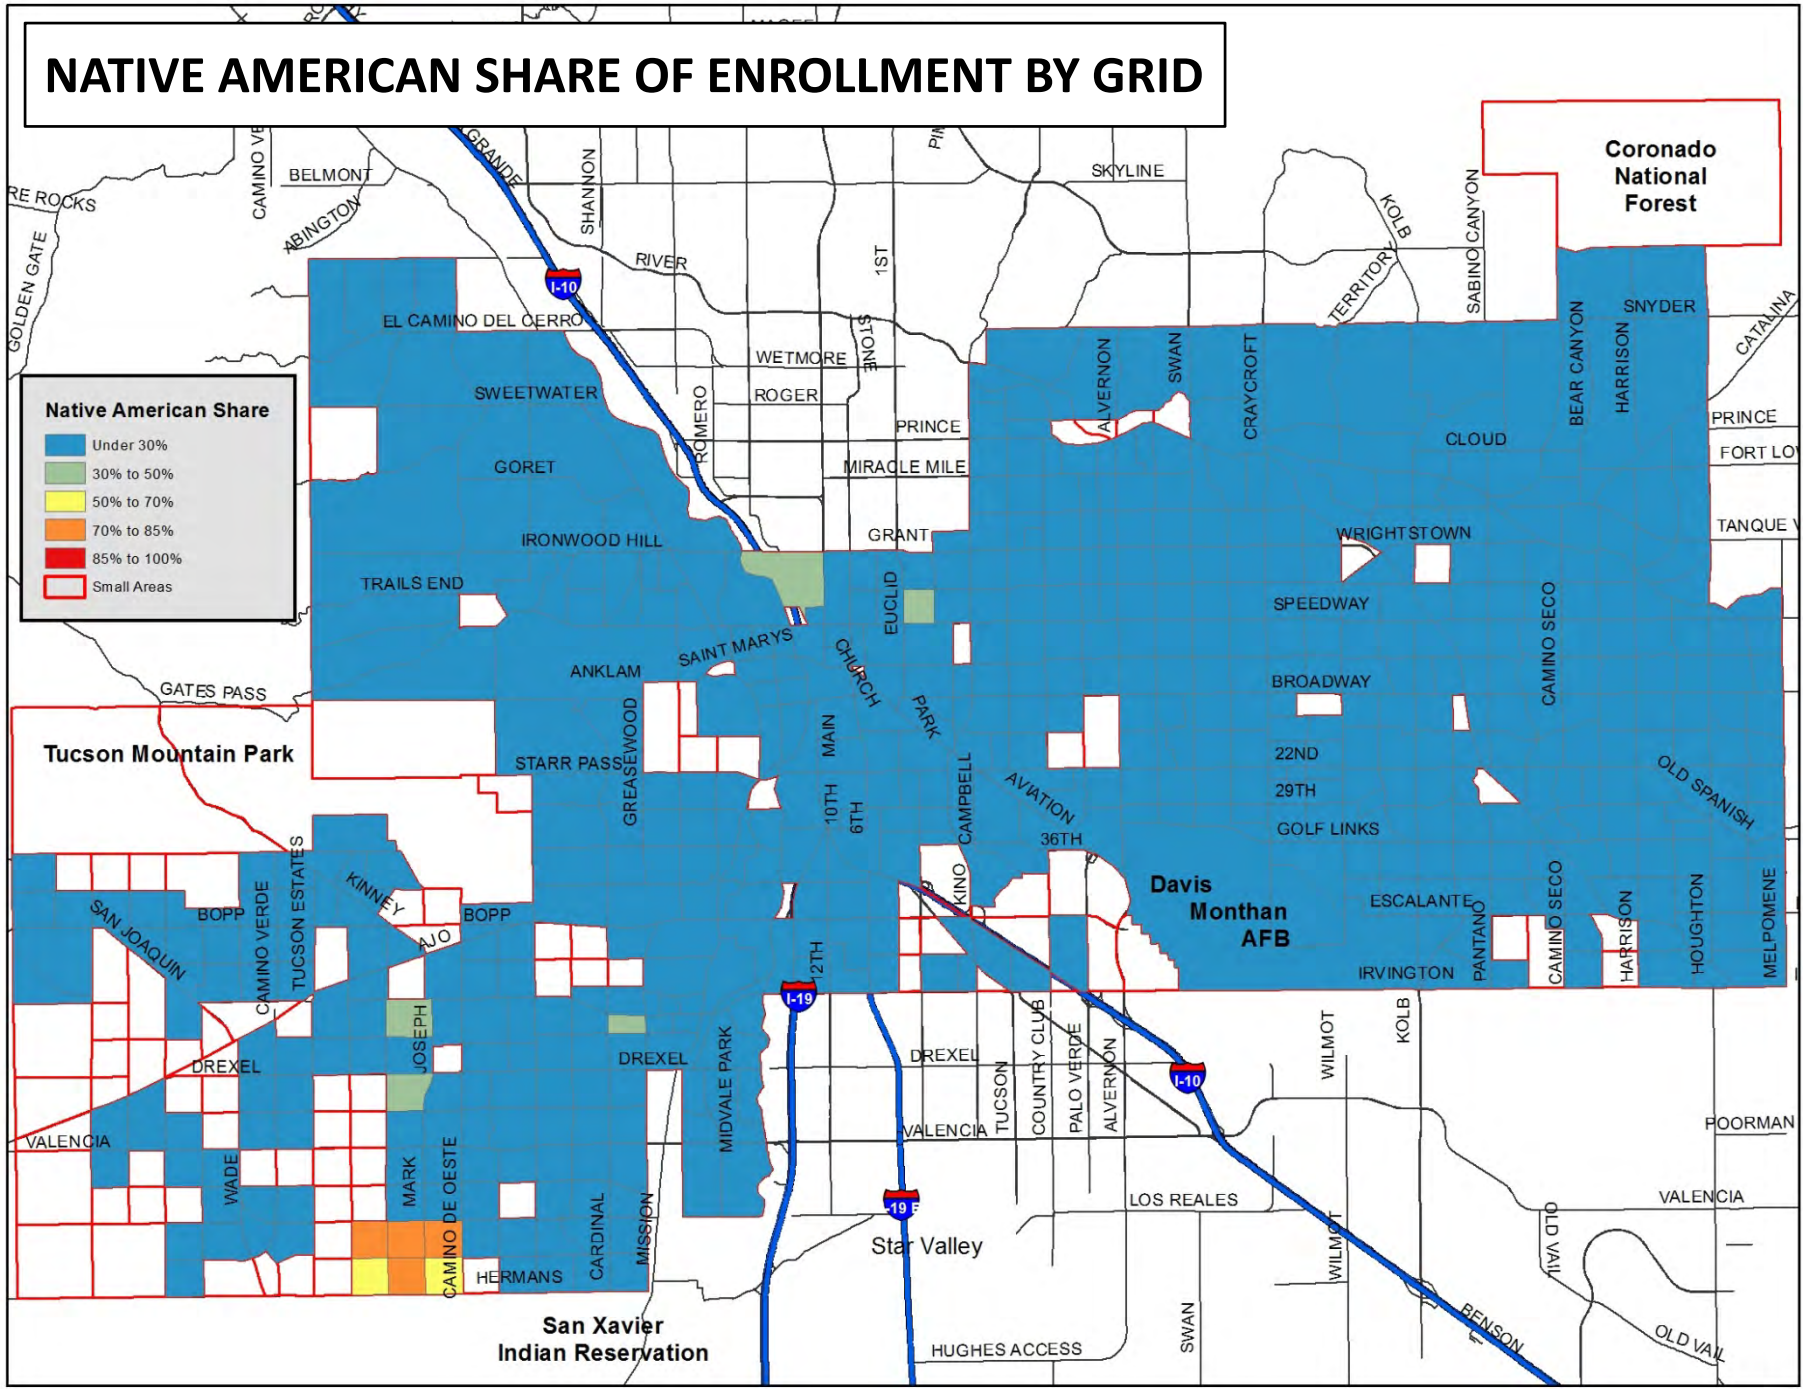 MAGEE
NATIVE AMERICAN SHARE OF ENROLLMENT BY GRID
GRANDE
SHANNON
SKYLINE
Coronado
National
Forest
BELMONT
RE ROCKS
ABINGTON
KOLB
SABINO CANYON
GOLDEN GATE
RIVER
1ST
TERRITORY
I-10
EL CAMINO DEL CERRO
STONE
SNYDER
CATALINA
WETMORE
ALVERNON
SWAN
CRAYCROFT
BEAR CANYON
HARRISON
SWEETWATER
ROGER
ROMERO
PRINCE
PRINCE
Native American Share
Under 30%
30% to 50%
50% to 70%
70% to 85%
85% to 100%
Small Areas
CLOUD
FORT LO
GORET
MIRACLE MILE
IRONWOOD HILL
GRANT
WRIGHTSTOWN
TANQUE V
TRAILS END
EUCLID
SPEEDWAY
CAMINO SECO
SAINT MARYS
CHURCH
ANKLAM
BROADWAY
GATES PASS
GREASEWOOD
PARK
MAIN
Tucson Mountain Park
STARR PASS
22ND
OLD SPANISH
AVIATION
CAMPBELL
29TH
10TH
6TH
GOLF LINKS
36TH
TUCSON ESTATES
KINNEY
KINO
Davis
Monthan
AFB
ESCALANTE
SAN JOAQUIN
BOPP
CAMINO VERDE
BOPP
AJO
12TH
PANTANO
CAMINO SECO
HARRISON
HOUGHTON
MELPOMENE
IRVINGTON
I-19
JOSEPH
DREXEL
DREXEL
MIDVALE PARK
DREXEL
TUCSON
COUNTRY CLUB
PALO VERDE
ALVERNON
I-10
WILMOT
KOLB
VALENCIA
VALENCIA
POORMAN
WADE
MARK
CAMINO DE OESTE
CARDINAL
MISSION
LOS REALES
VALENCIA
-19 B
Star Valley
WILMOT
OLD VAIL
HERMANS
San Xavier
Indian Reservation
HUGHES ACCESS
SWAN
BENSON
OLD VAIL